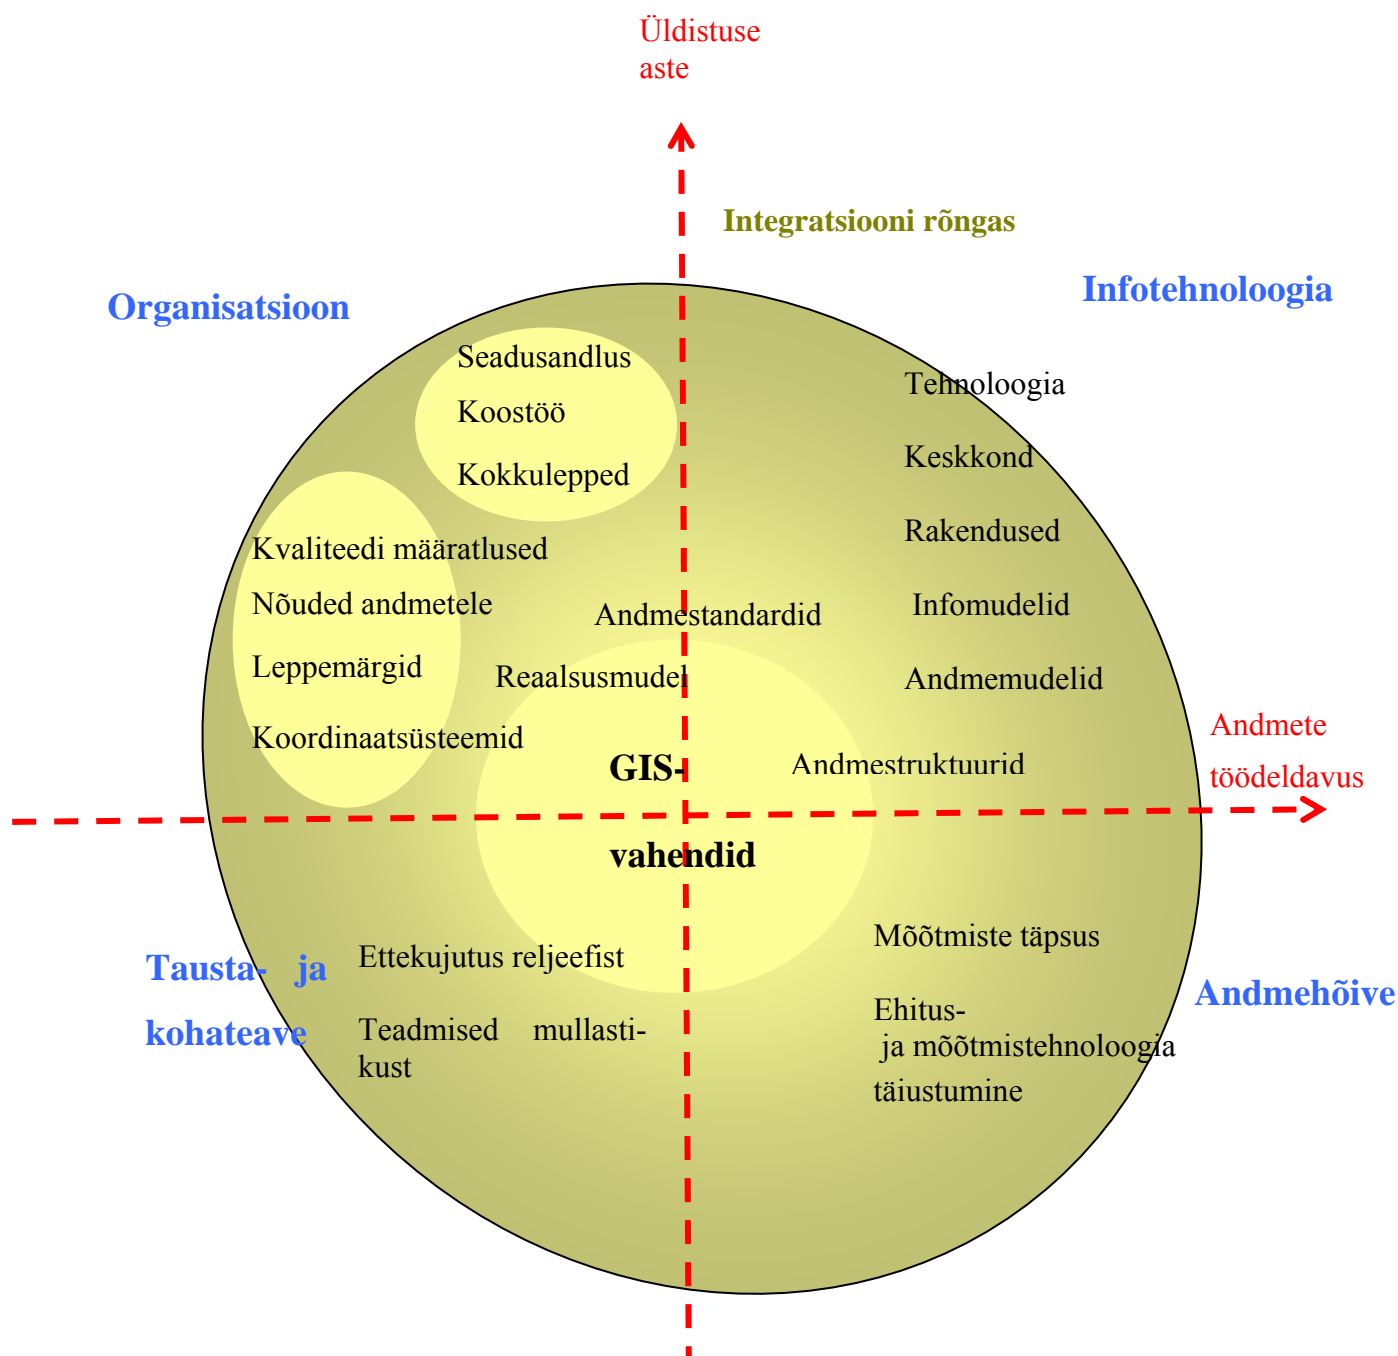 Üldistuse
aste
Integratsiooni rõngas
Organisatsioon
Infotehnoloogia
Seadusandlus
Koostöö
Kokkulepped
Tehnoloogia
Keskkond
Rakendused
Infomudelid
Andmemudelid
Kvaliteedi määratlused
Nõuded andmetele
Leppemärgid
Koordinaatsüsteemid
Andmestandardid
Reaalsusmudel
Andmestruktuurid
Andmete
töödeldavus
GIS-
vahendid
Tausta- ja
kohateave
Ettekujutus reljeefist
Teadmised mullasti-
kust
Mõõtmiste täpsus
Ehitus-
ja mõõtmistehnoloogia
täiustumine
Andmehõive